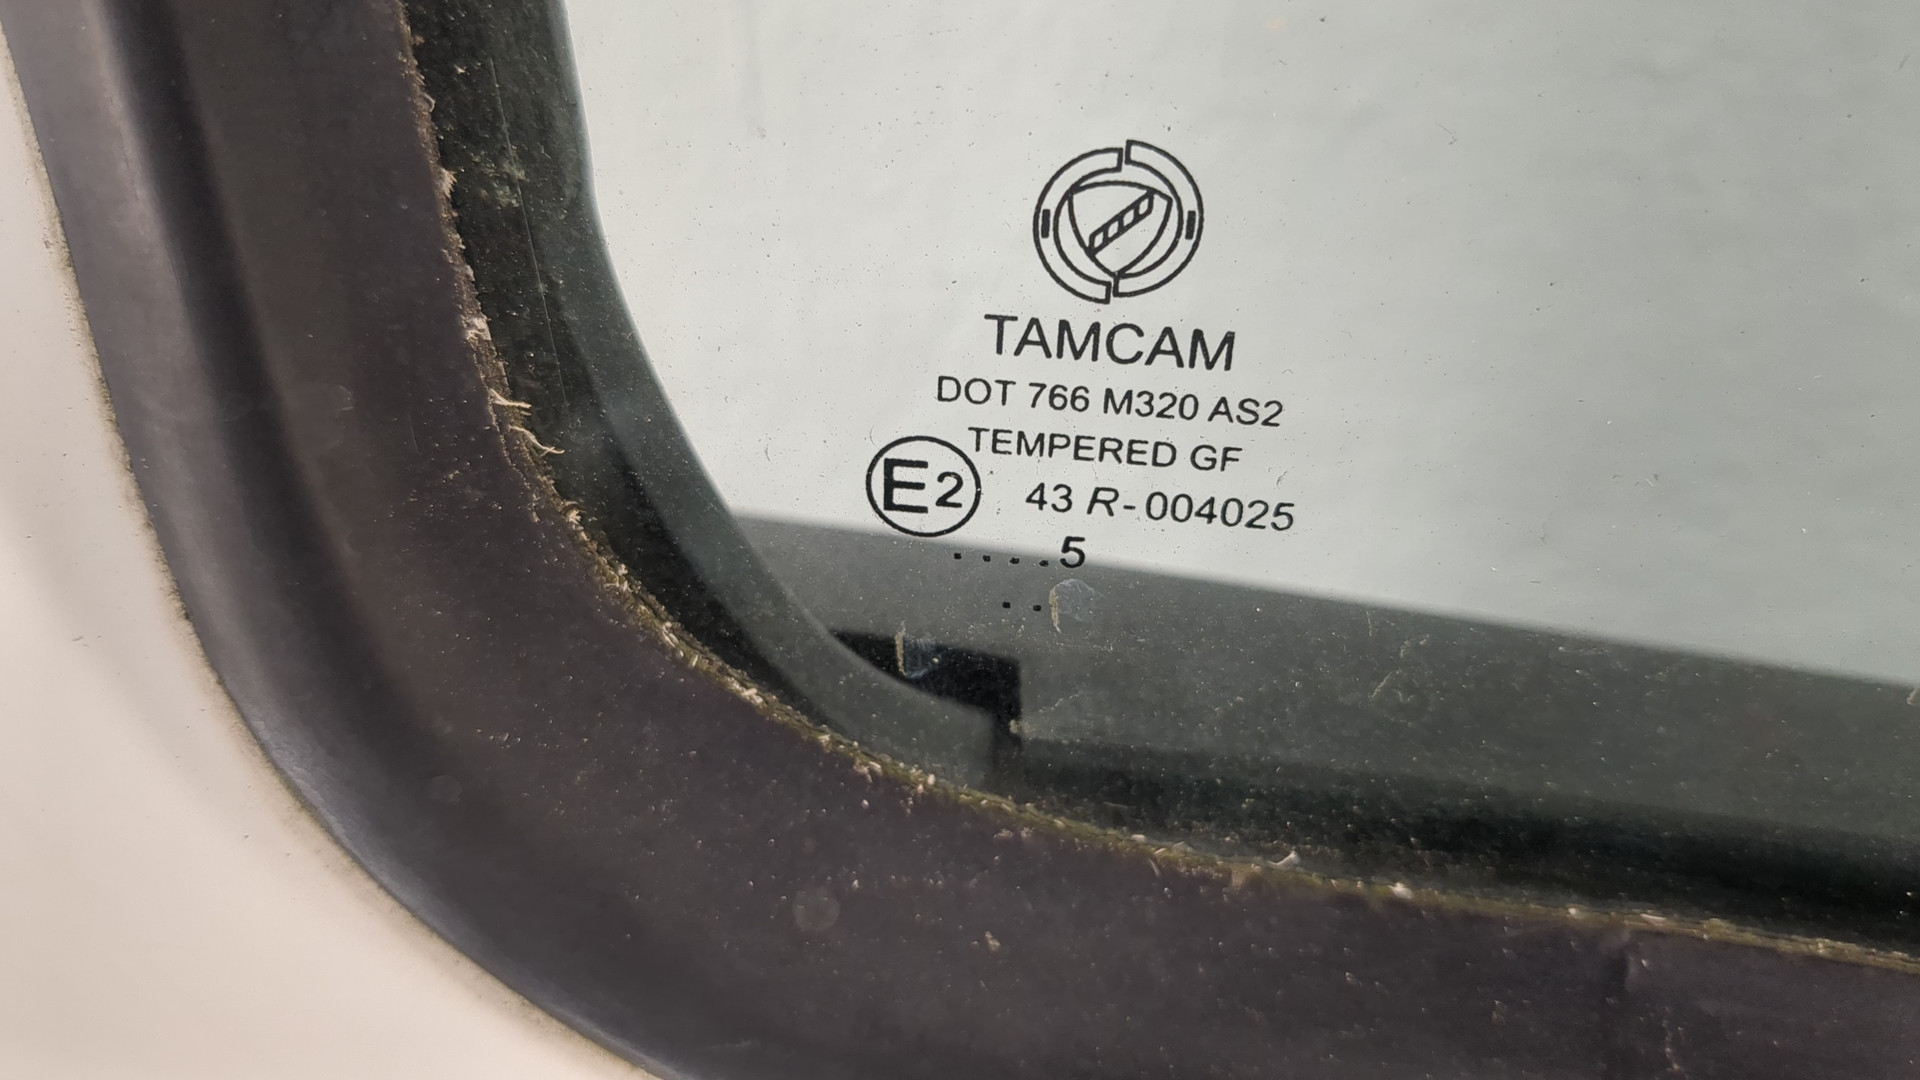 TAMCAM
DOT 766 M320 AS2
TEMPERED GF
E2 43 R-004025
....5
..